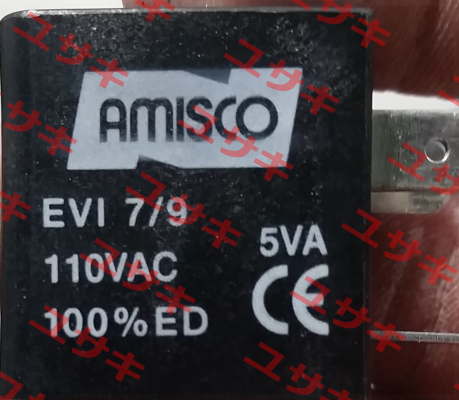 AMISCO
EVI 7/9
5VA
110VAC
CE
100%ED
ユサキ